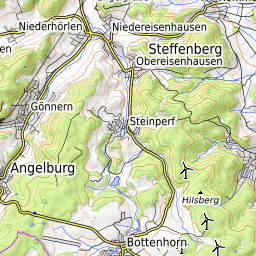 Niederhörlen
Niedereisenhausen
Steffenberg
Obereisenhausen
Gönnern
Steinperf
Angelburg
Hilsberg
Bottenhorn